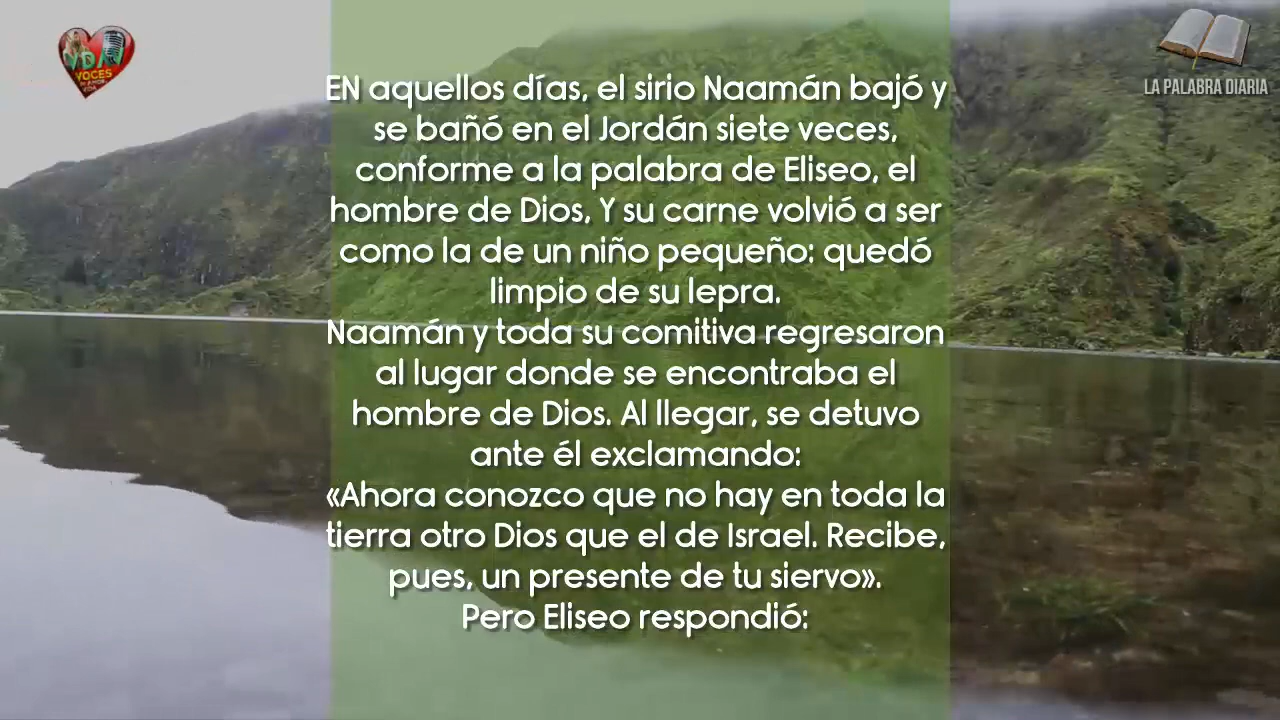 VOCES
LA PALABRA DIARIA
EN aquellos días, el sirio Naamán bajó y
se bañó en el Jordán siete veces,
conforme a la palabra de Eliseo, el
hombre de Dios, Y su carne volvió a ser
como la de un niño pequeño: quedó
limpio de su lepra.
Naamán y toda su comitiva regresaron
al lugar donde se encontraba el
hombre de Dios. Al llegar, se detuvo
ante él exclamando:
«Ahora conozco que no hay en toda la
tierra otro Dios que el de Israel. Recibe,
pues, un presente de tu siervo».
Pero Eliseo respondió: